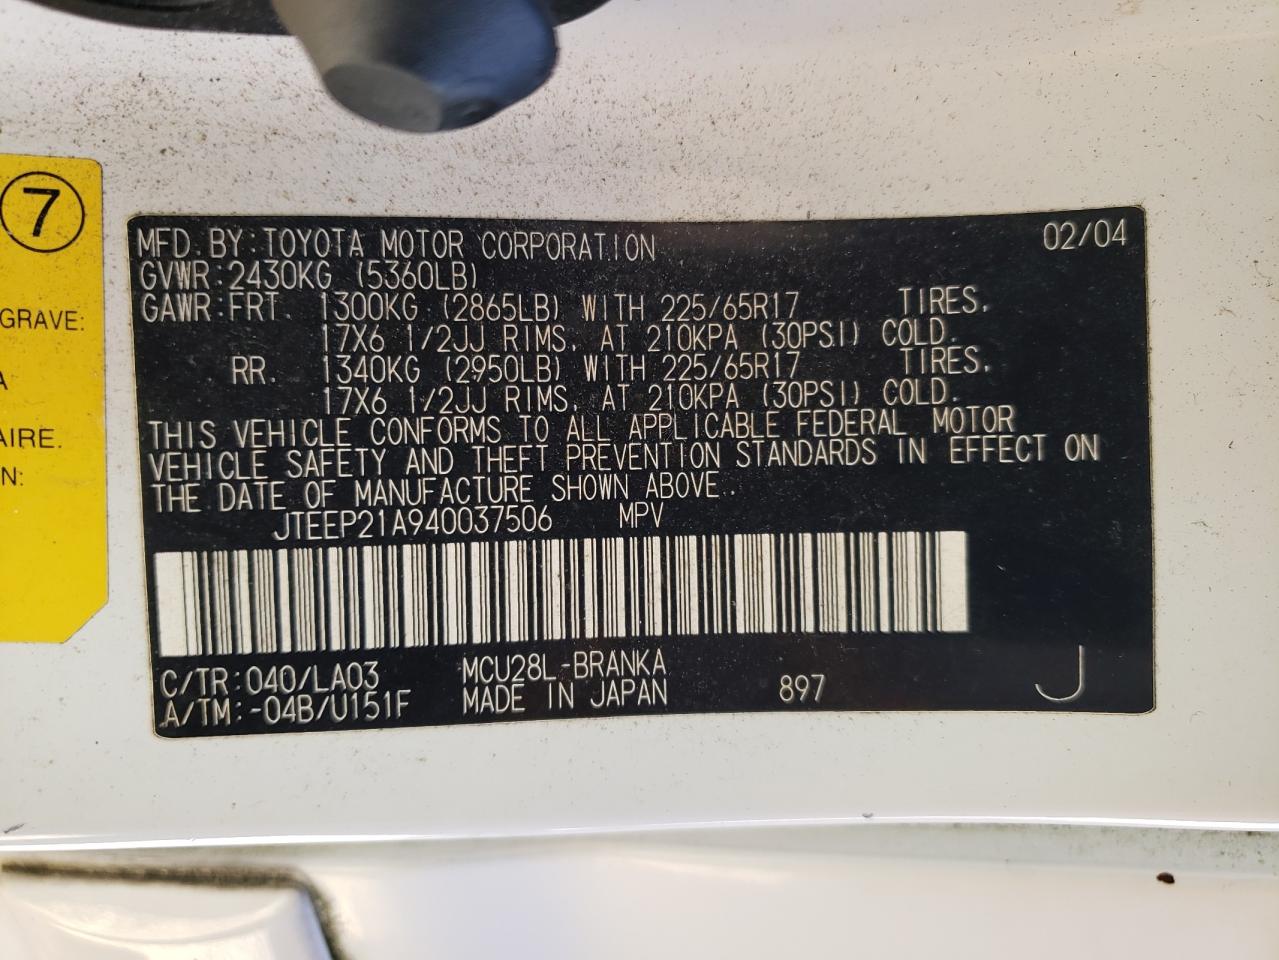 7
GRAVE:
A
AIRE.
N:
MFD. BY: TOYOTA MOTOR CORPORATION 02/04
GVWR: 2430KG (5360LB)
GAWR: FRT. 1300KG (2865LB) WITH 225/65R17 TIRES,
17X6 1/2JJ RIMS, AT 210KPA (30PSI) COLD.
RR. 1340KG (2950LB) WITH 225/65R17 TIRES,
17X6 1/2JJ RIMS, AT 210KPA (30PSI) COLD.
THIS VEHICLE CONFORMS TO ALL APPLICABLE FEDERAL MOTOR
VEHICLE SAFETY AND THEFT PREVENTION STANDARDS IN EFFECT ON
THE DATE OF MANUFACTURE SHOWN ABOVE.
JTEEP21A940037506 MPV
C/TR: 040/LA03 MCU28L-BRANKA
A/TM: -04B/U151F MADE IN JAPAN 897 J